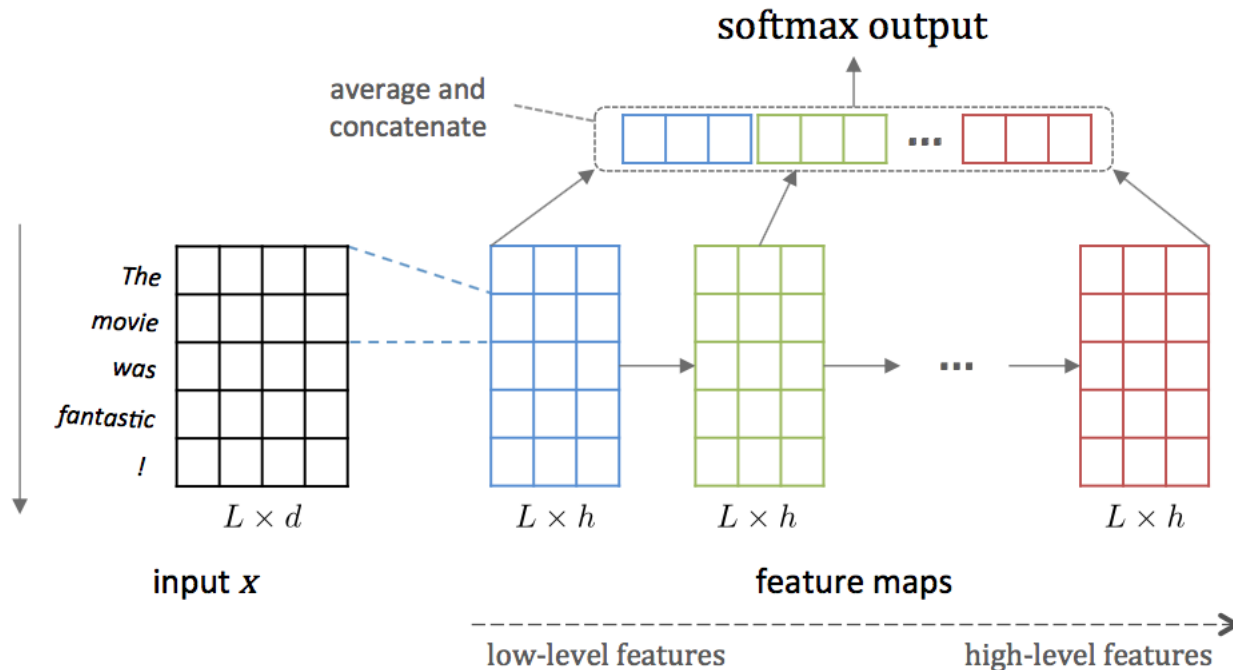 softmax output
average and
concatenate
...
The
movie
was
fantastic
!
...
L × d
L × h
L × h
L × h
input x
feature maps
low-level features
high-level features